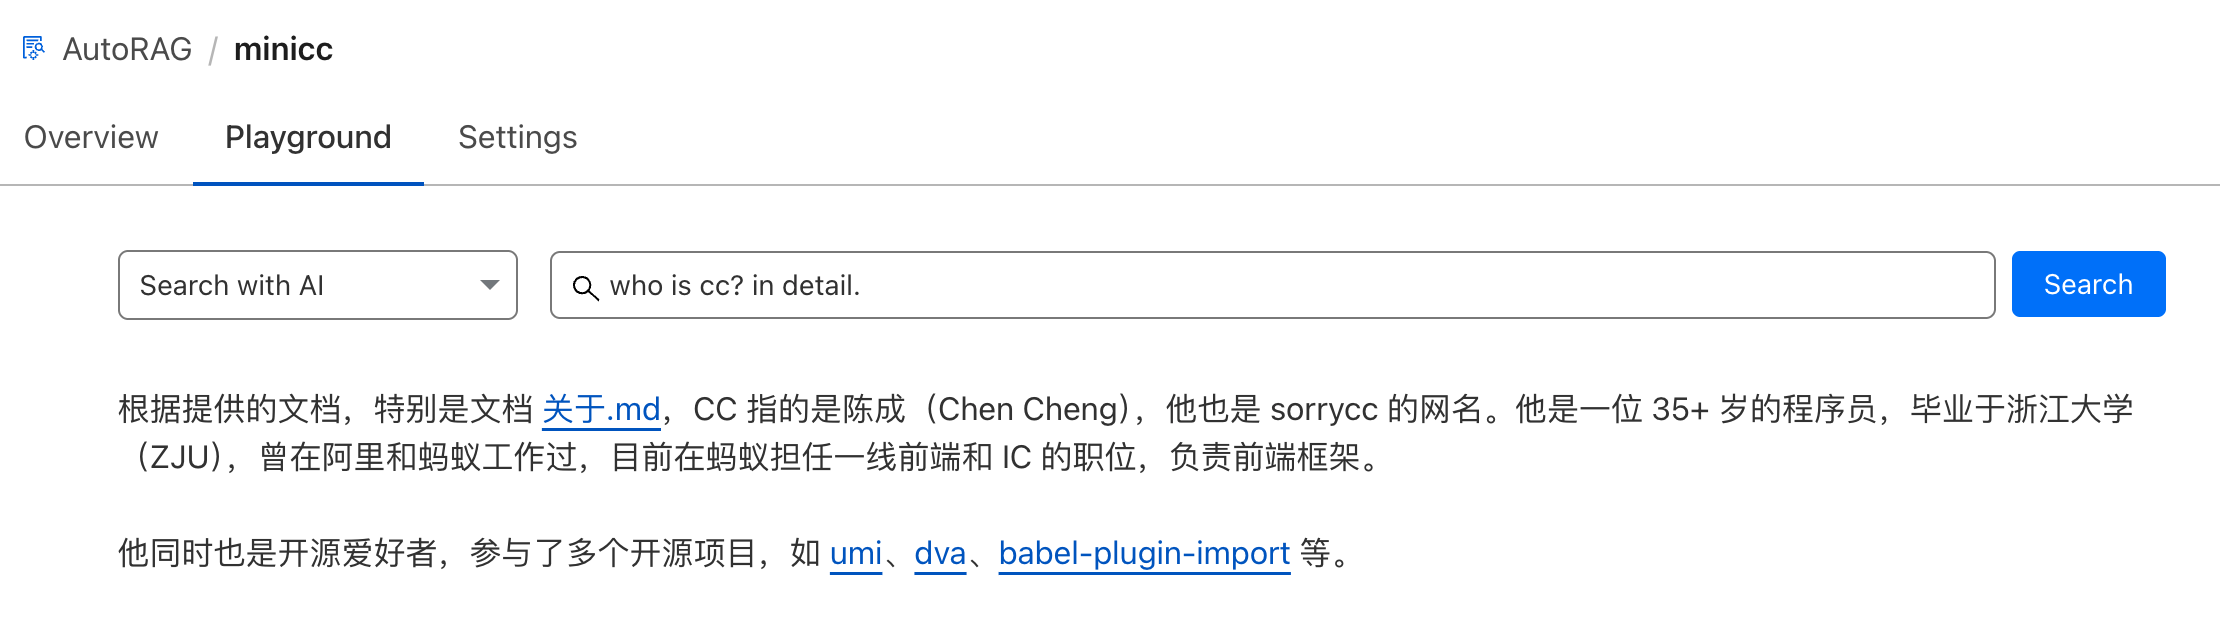 AutoRAG / minicc
Overview Playground Settings
Search with AI who is cc? in detail. Search
根据提供的文档，特别是文档 关于.md，CC 指的是陈成（Chen Cheng），他也是 sorrycc 的网名。他是一位 35+ 岁的程序员，毕业于浙江大学
（ZJU），曾在阿里和蚂蚁工作过，目前在蚂蚁担任一线前端和 IC 的职位，负责前端框架。
他同时也是开源爱好者，参与了多个开源项目，如 umi、dva、babel-plugin-import 等。